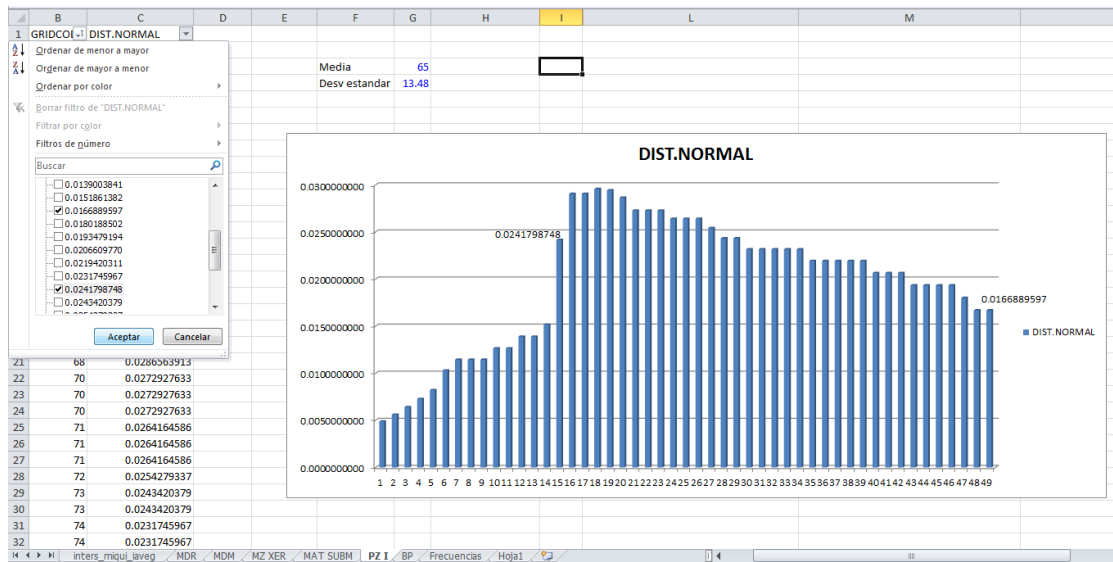 B C D E F G H I L M
1 GRIDCOI DIST.NORMAL
Ordenar de menor a mayor
Ordenar de mayor a menor
Ordenar por color
Borrar filtro de "DIST.NORMAL"
Filtrar por color
Filtros de número
Buscar
0.0139003841
0.0151861382
0.0166889597
0.0180188502
0.0193479194
0.0206609770
0.0219420311
0.0231745967
0.0241798748
0.0243420379
Aceptar Cancelar
Media 65
Desv estandar 13.48
21 68 0.0286563913
22 70 0.0272927633
23 70 0.0272927633
24 70 0.0272927633
25 71 0.0264164586
26 71 0.0264164586
27 71 0.0264164586
28 72 0.0254279337
29 73 0.0243420379
30 73 0.0243420379
31 74 0.0231745967
32 74 0.0231745967
DIST.NORMAL
0.0300000000
0.0250000000
0.0200000000
0.0150000000
0.0100000000
0.0050000000
0.0000000000
0.0241798748
0.0166889597
DIST.NORMAL
1 2 3 4 5 6 7 8 9 10 11 12 13 14 15 16 17 18 19 20 21 22 23 24 25 26 27 28 29 30 31 32 33 34 35 36 37 38 39 40 41 42 43 44 45 46 47 48 49
inters_miqui_iaveg MDR MDM MZ XER MAT SUBM PZ I BP Frecuencias Hoja1